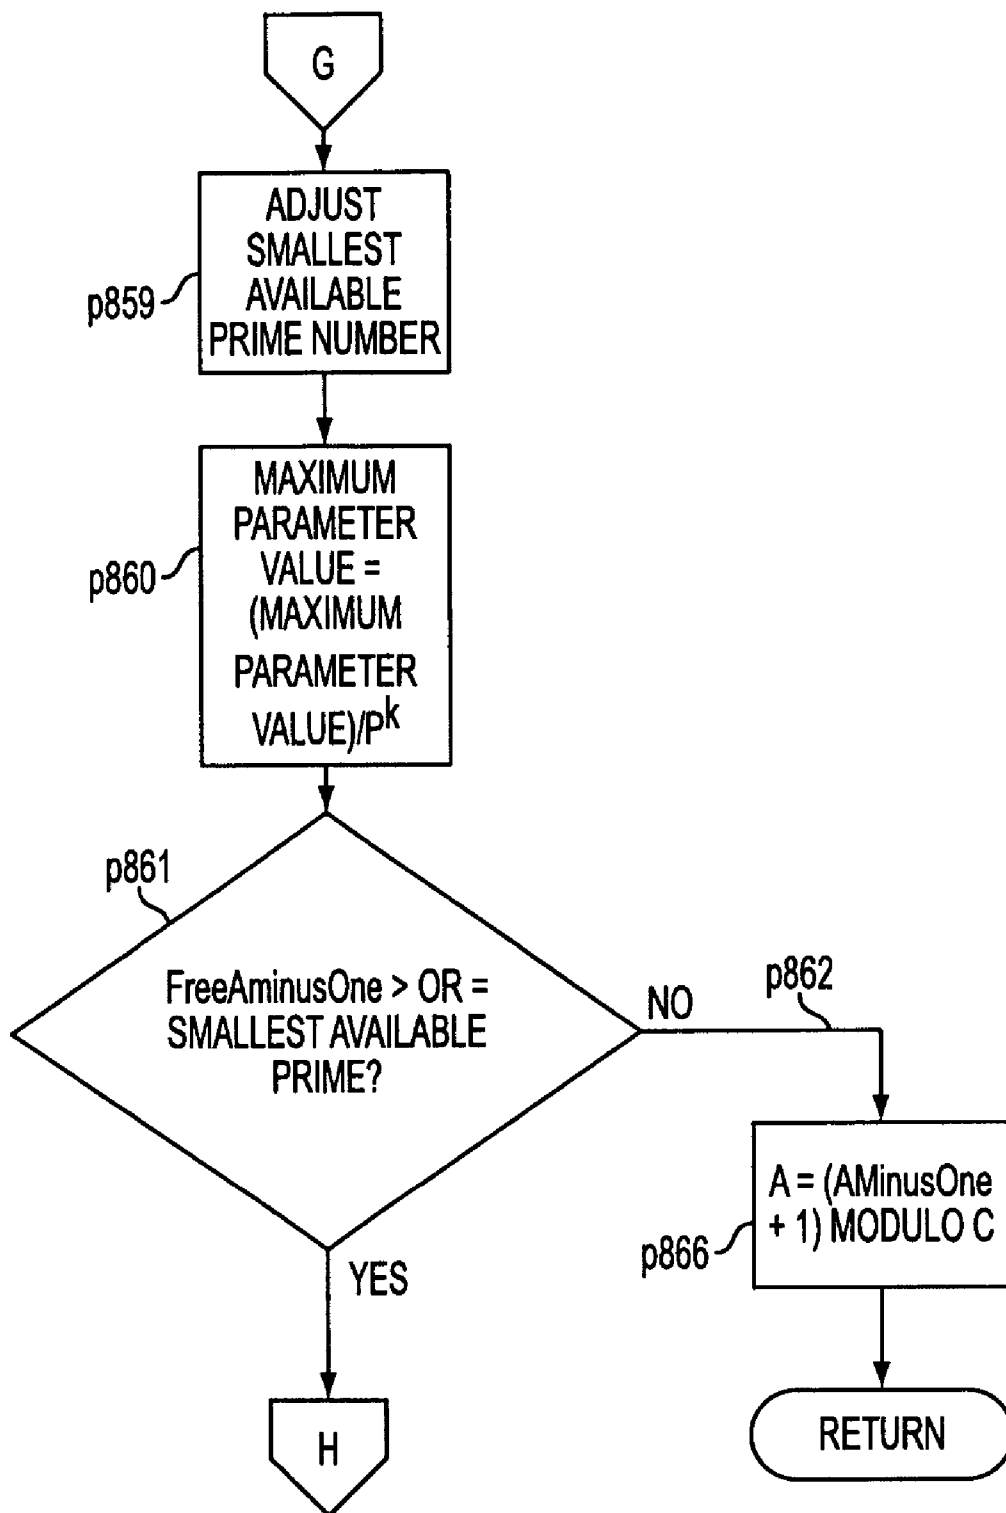 G
ADJUST
SMALLEST
AVAILABLE
PRIME NUMBER
p859
MAXIMUM
PARAMETER
VALUE =
(MAXIMUM
PARAMETER
VALUE)/P^k
p860
p861
FreeAminusOne > OR =
SMALLEST AVAILABLE
PRIME?
NO
p862
A = (AMinusOne
+ 1) MODULO C
p866
YES
H
RETURN